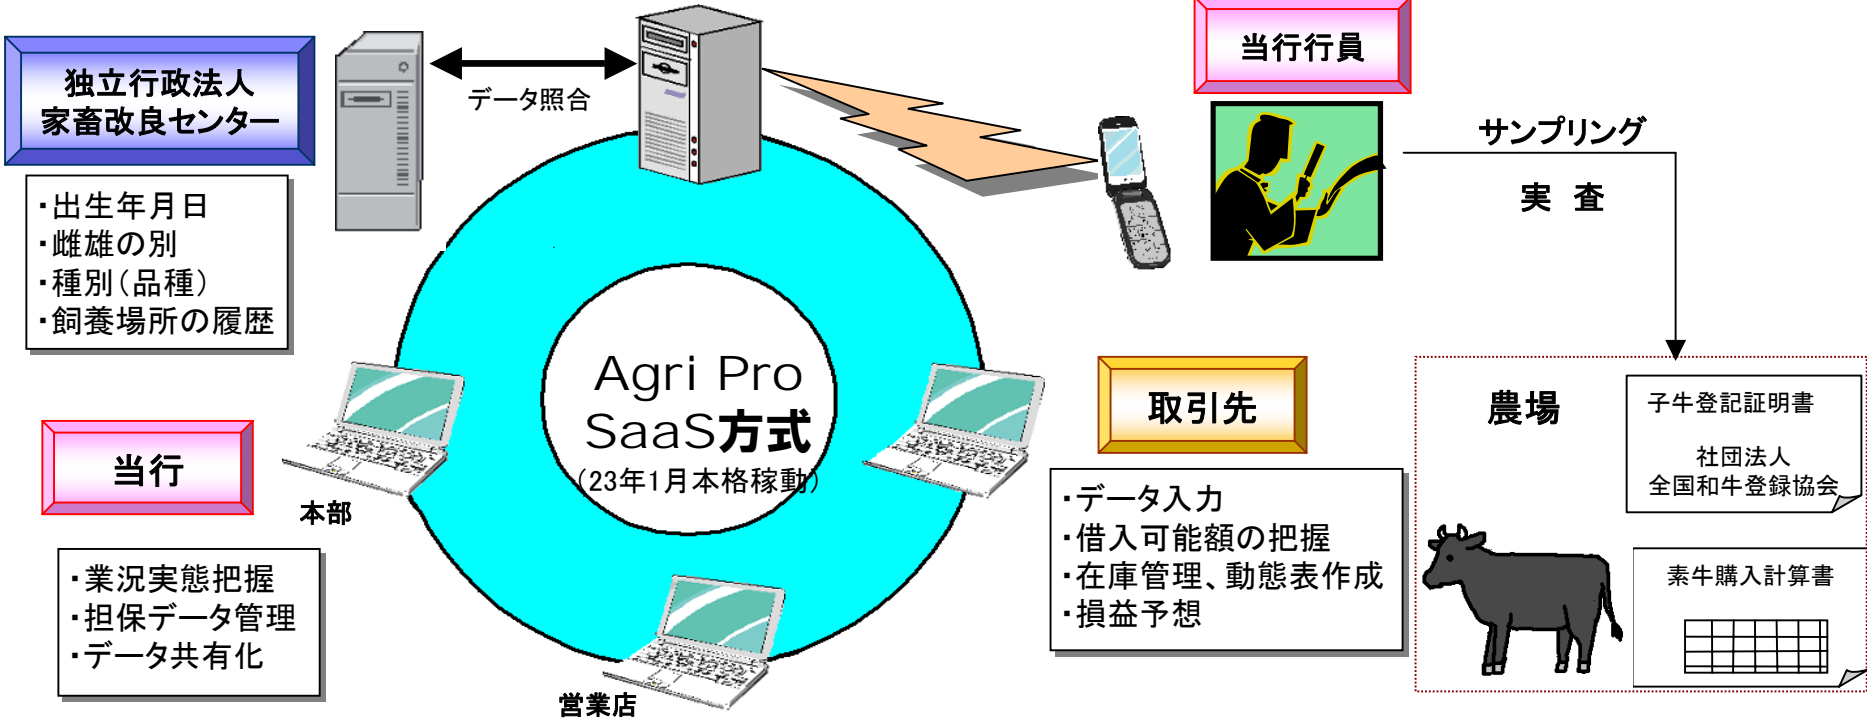 独立行政法人
家畜改良センター
・出生年月日
・雌雄の別
・種別（品種）
・飼養場所の履歴
データ照合
当行行員
サンプリング
実 査
Agri Pro
SaaS方式
（23年1月本格稼動）
当行
本部
・業況実態把握
・担保データ管理
・データ共有化
営業店
取引先
・データ入力
・借入可能額の把握
・在庫管理、動態表作成
・損益予想
農場
子牛登記証明書
社団法人
全国和牛登録協会
素牛購入計算書